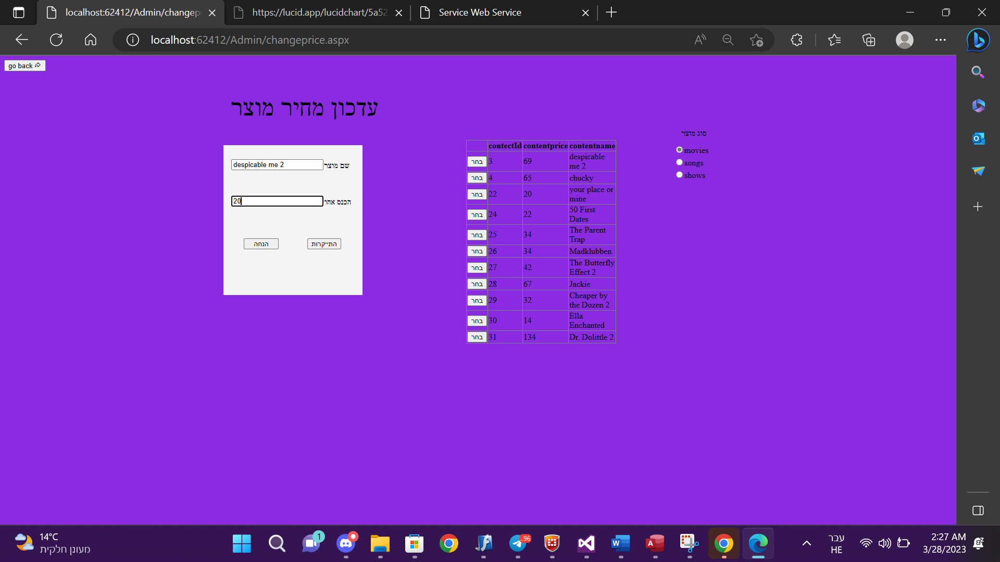 localhost:62412/Admin/changep
https://lucid.app/lucidchart/5a52
Service Web Service
localhost:62412/Admin/changeprice.aspx
go back
עדכון מחיר מוצר
despicable me 2 שם מוצר
20 הכנס אחוז
הנחה
התייקרות
contectId contentprice contentname
בחר 3 69 despicable me 2
בחר 4 65 chucky
בחר 22 20 your place or mine
בחר 24 22 50 First Dates
בחר 25 34 The Parent Trap
בחר 26 34 Madklubben
בחר 27 42 The Butterfly Effect 2
בחר 28 67 Jackie
בחר 29 32 Cheaper by the Dozen 2
בחר 30 14 Ella Enchanted
בחר 31 134 Dr. Dolittle 2
סוג מוצר
movies
songs
shows
14°C
מעונן חלקית
1
..96
עבר
HE
2:27 AM
3/28/2023